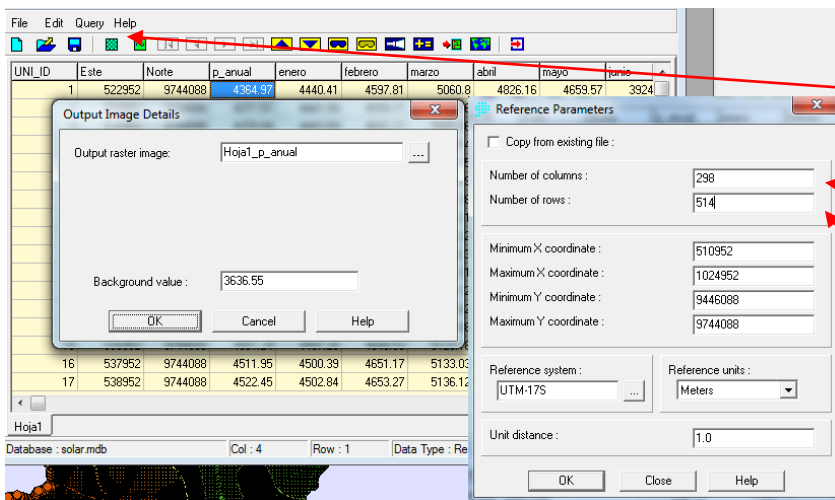 File Edit Query Help
UNI_ID Este Norte p_anual enero febrero marzo abril mayo junio
1 522952 9744088 4364.97 4440.41 4597.81 5060.8 4826.16 4659.57 3924
Output Image Details
Output raster image: Hoja1_p_anual ...
Background value : 3636.55
OK Cancel Help
16 537952 9744088 4511.95 4500.39 4651.17 5133.03
17 538952 9744088 4522.45 4502.84 4653.27 5136.12
Hoja1
Database : solar.mdb Col : 4 Row : 1 Data Type : Re
Reference Parameters
Copy from existing file :
Number of columns : 298
Number of rows : 514
Minimum X coordinate : 510952
Maximum X coordinate : 1024952
Minimum Y coordinate : 9446088
Maximum Y coordinate : 9744088
Reference system : Reference units :
UTM-17S ... Meters
Unit distance : 1.0
OK Close Help